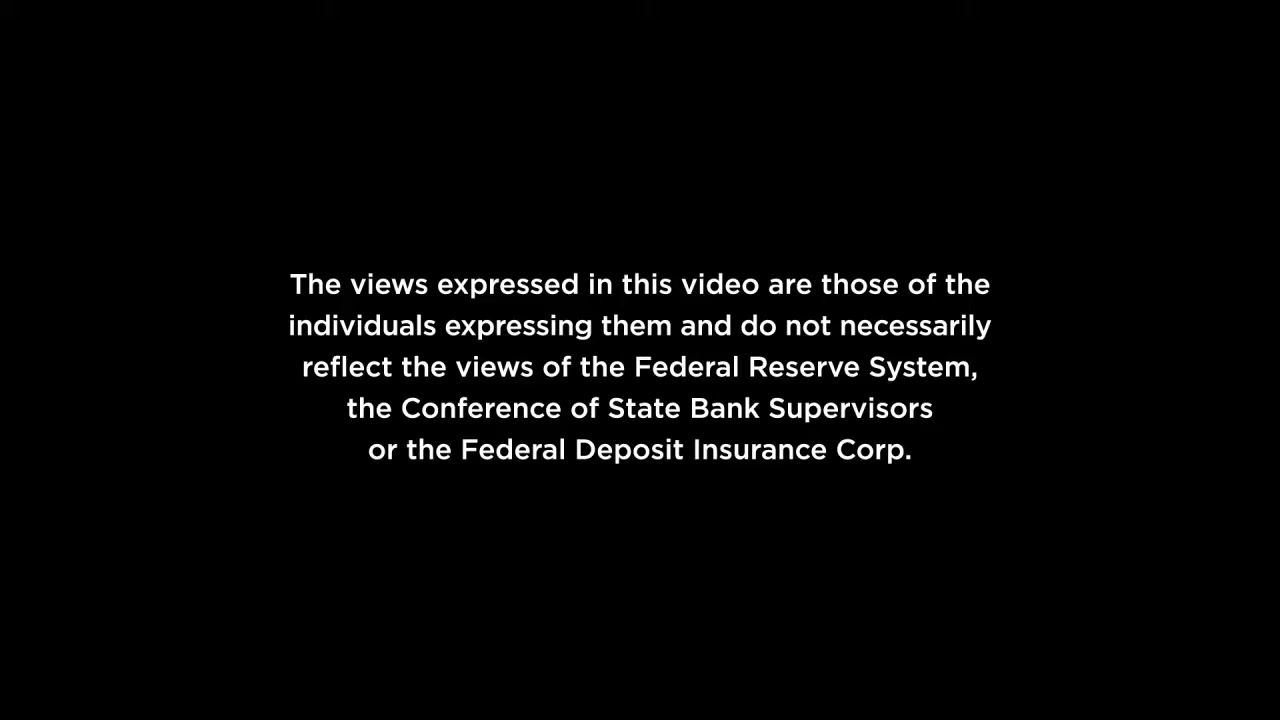 The views expressed in this video are those of the
individuals expressing them and do not necessarily
reflect the views of the Federal Reserve System,
the Conference of State Bank Supervisors
or the Federal Deposit Insurance Corp.